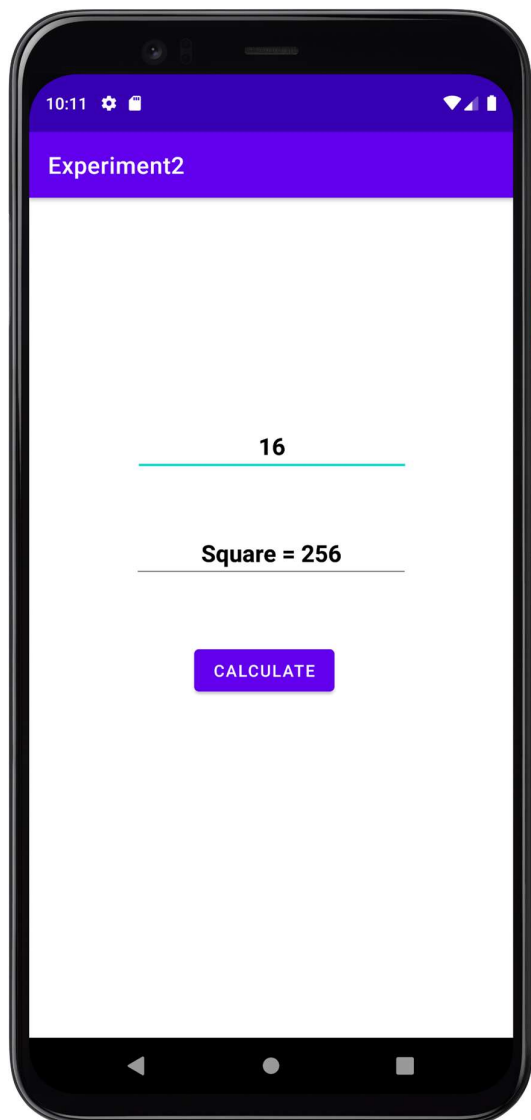 10:11
Experiment2
16
Square = 256
CALCULATE